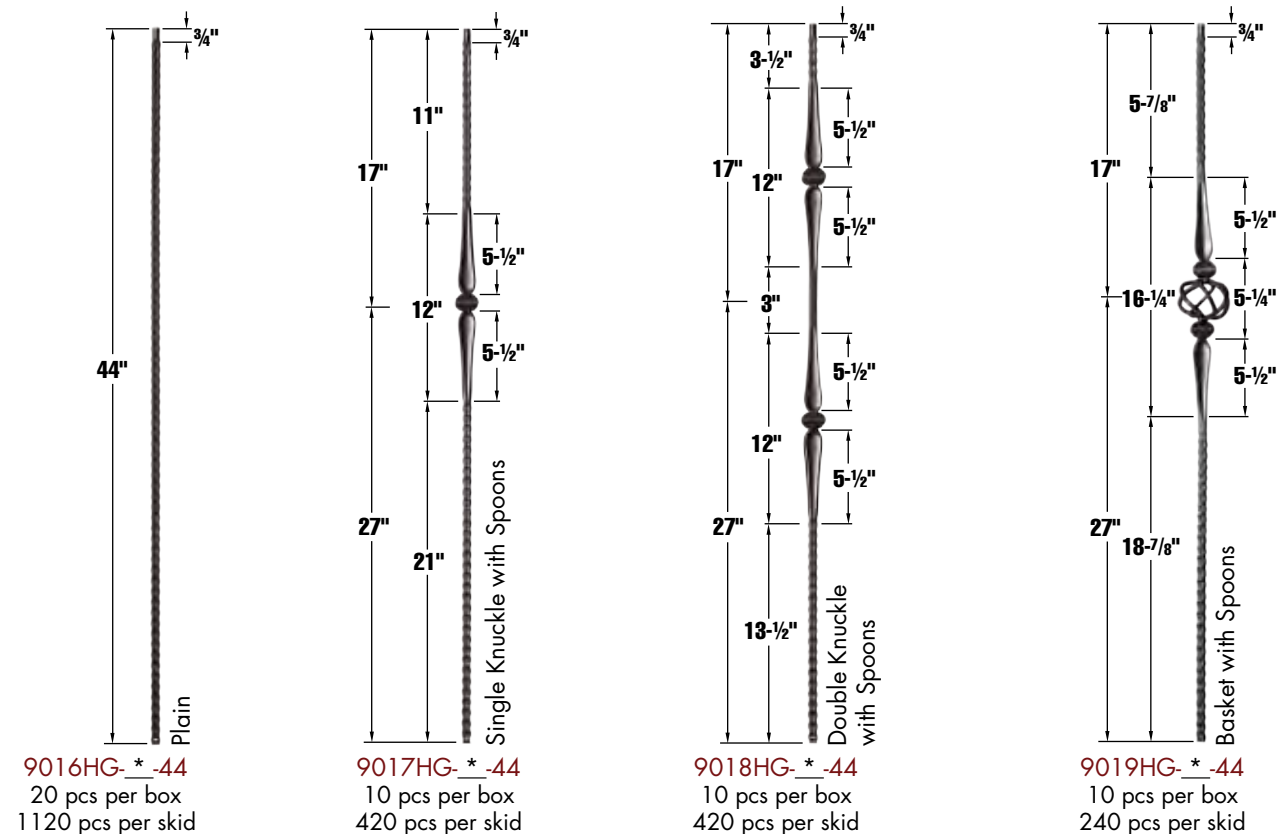 ¾"
44"
Plain
9016HG-_*_-44
20 pcs per box
1120 pcs per skid
¾"
11"
17"
5-½"
12"
5-½"
27"
21"
Single Knuckle with Spoons
9017HG-_*_-44
10 pcs per box
420 pcs per skid
¾"
3-½"
5-½"
17"
12"
5-½"
3"
5-½"
12"
5-½"
27"
13-½"
Double Knuckle
with Spoons
9018HG-_*_-44
10 pcs per box
420 pcs per skid
¾"
5-⅞"
17"
5-½"
16-¼"
5-¼"
5-½"
27"
18-⅞"
Basket with Spoons
9019HG-_*_-44
10 pcs per box
240 pcs per skid